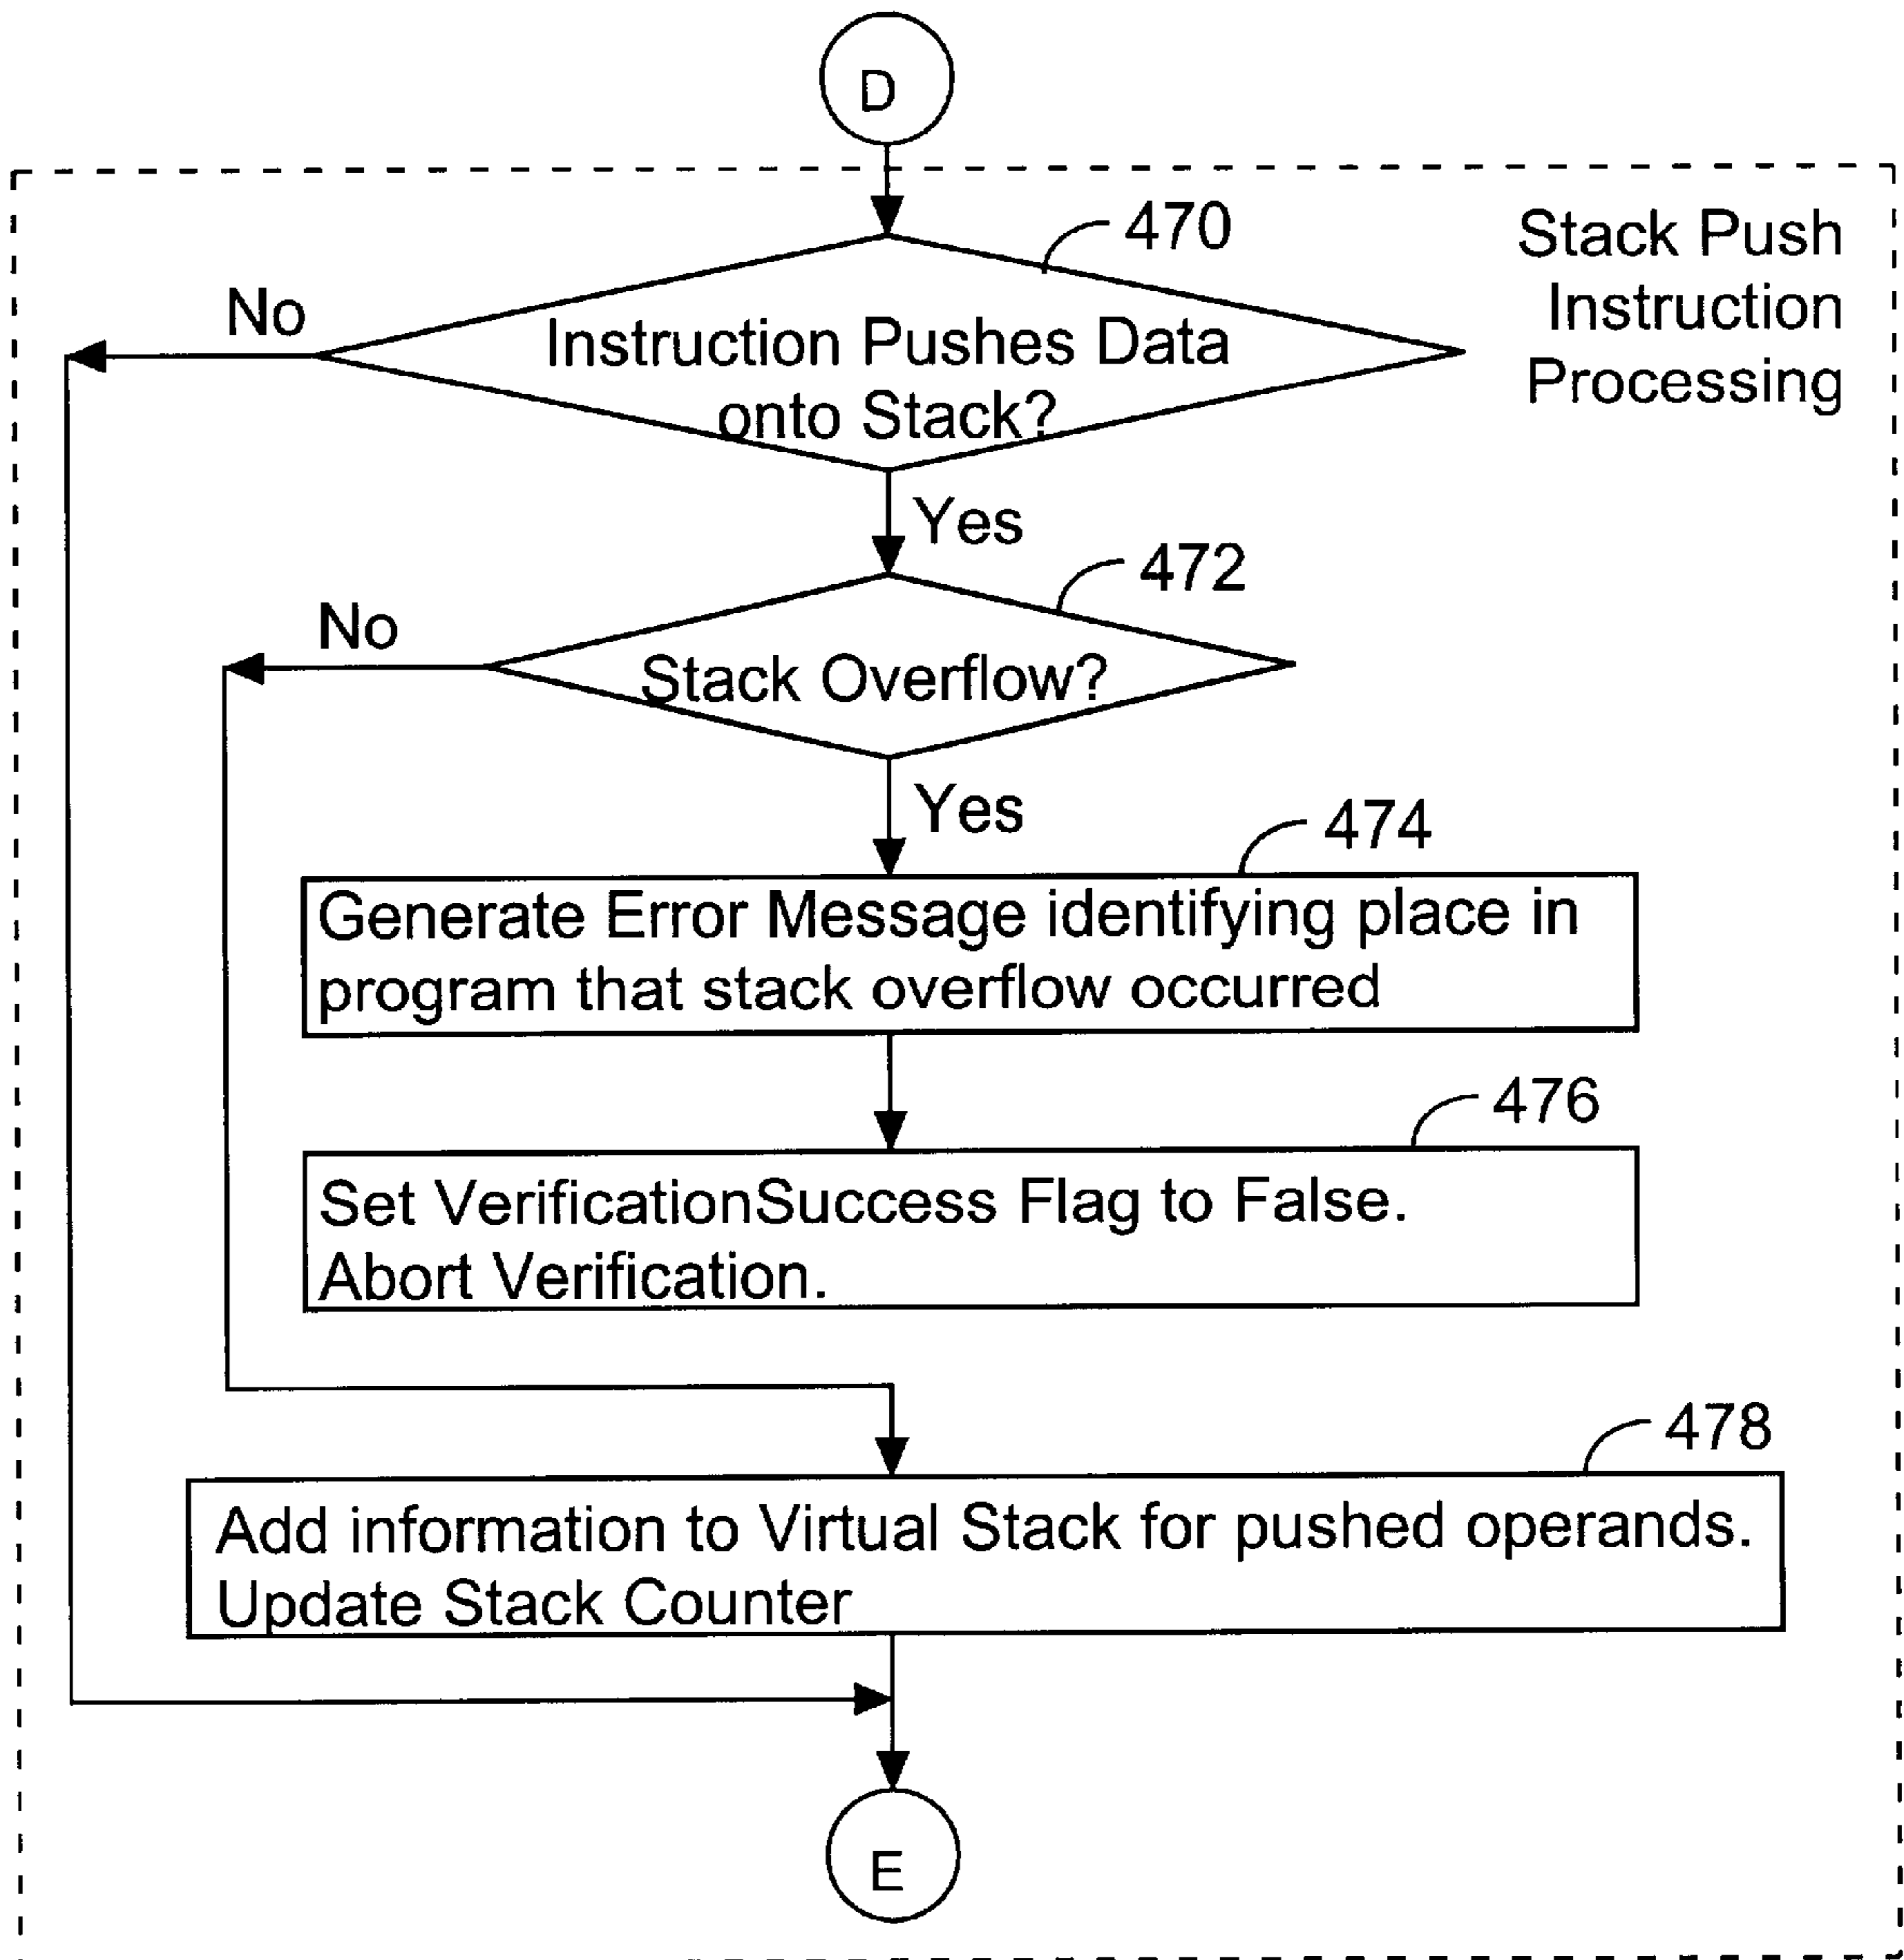 D
470
Stack Push
Instruction
Processing
No
Instruction Pushes Data
onto Stack?
Yes
472
No
Stack Overflow?
Yes
474
Generate Error Message identifying place in
program that stack overflow occurred
476
Set VerificationSuccess Flag to False.
Abort Verification.
478
Add information to Virtual Stack for pushed operands.
Update Stack Counter
E